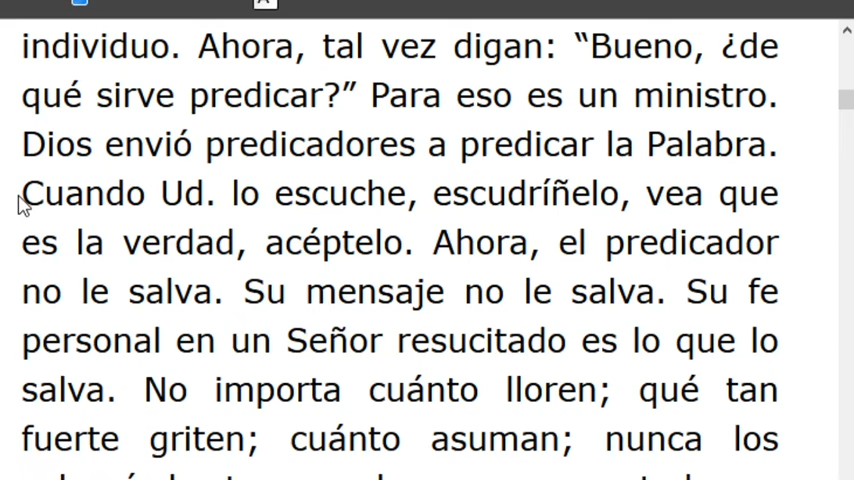 individuo. Ahora, tal vez digan: “Bueno, ¿de
qué sirve predicar?” Para eso es un ministro.
Dios envió predicadores a predicar la Palabra.
Cuando Ud. lo escuche, escudríñelo, vea que
es la verdad, acéptelo. Ahora, el predicador
no le salva. Su mensaje no le salva. Su fe
personal en un Señor resucitado es lo que lo
salva. No importa cuánto lloren; qué tan
fuerte griten; cuánto asuman; nunca los